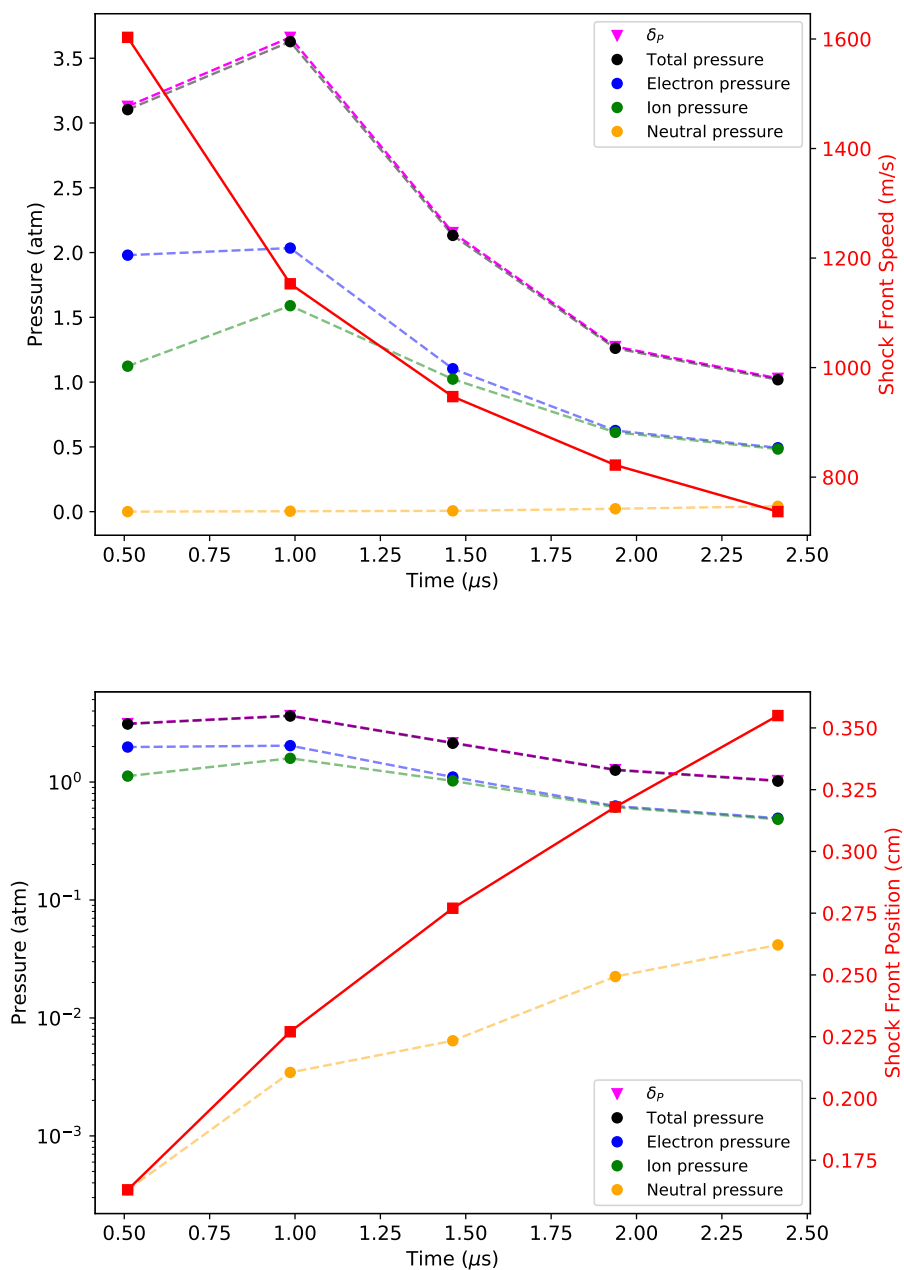 δP
Total pressure
Electron pressure
Ion pressure
Neutral pressure
3.5
3.0
2.5
2.0
1.5
1.0
0.5
0.0
Pressure (atm)
1600
1400
1200
1000
800
Shock Front Speed (m/s)
0.50 0.75 1.00 1.25 1.50 1.75 2.00 2.25 2.50
Time (μs)
10⁰
10⁻¹
10⁻²
10⁻³
Pressure (atm)
0.350
0.325
0.300
0.275
0.250
0.225
0.200
0.175
Shock Front Position (cm)
δP
Total pressure
Electron pressure
Ion pressure
Neutral pressure
0.50 0.75 1.00 1.25 1.50 1.75 2.00 2.25 2.50
Time (μs)